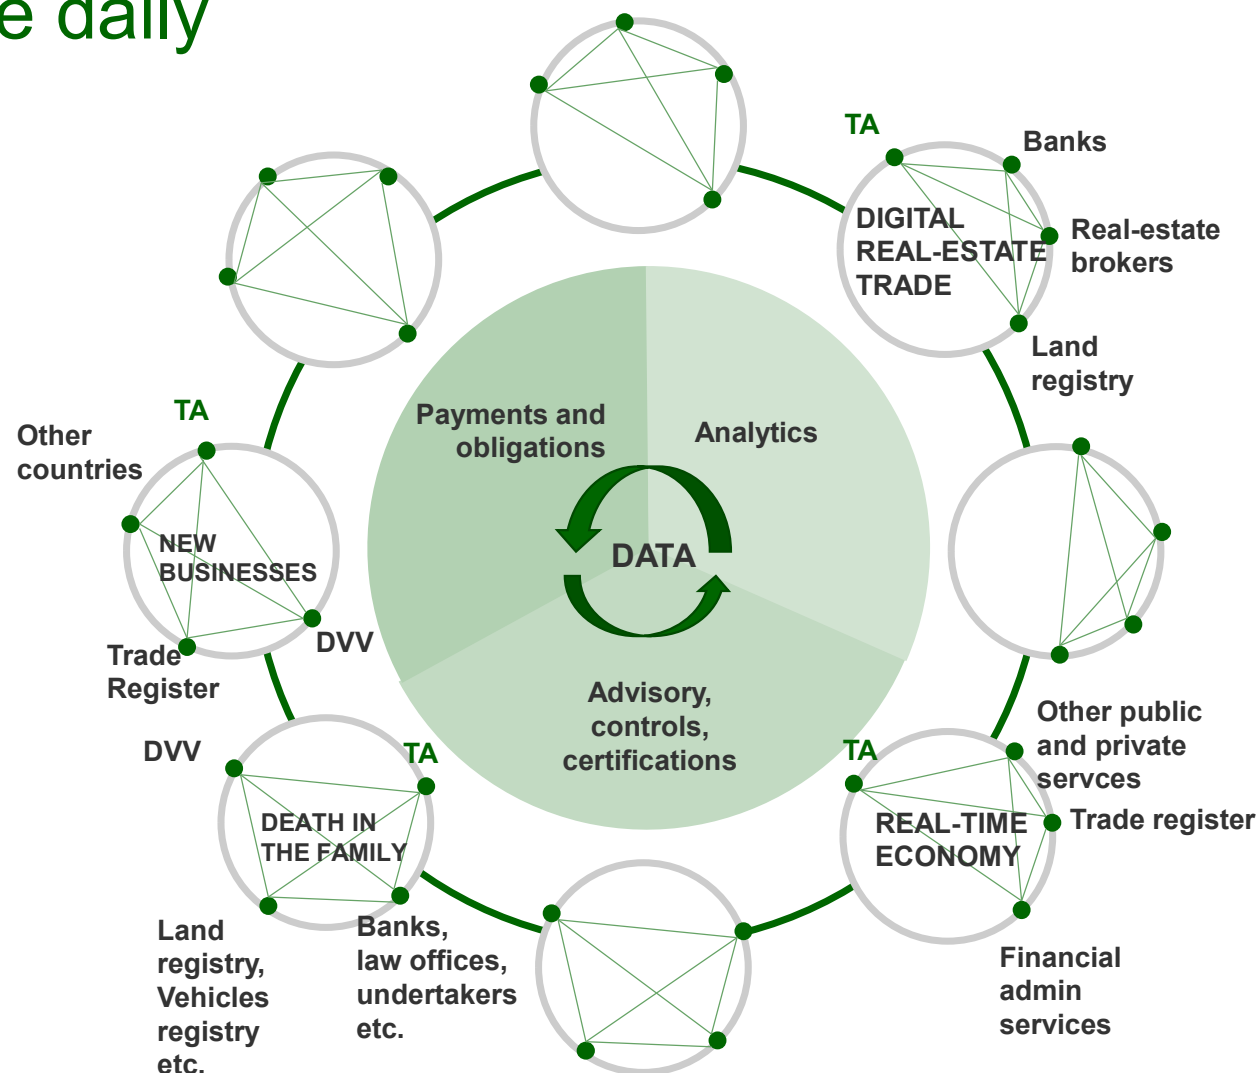 e daily
TA
Banks
DIGITAL
REAL-ESTATE
TRADE
Real-estate
brokers
Land
registry
Payments and
obligations
Analytics
TA
Other
countries
NEW
BUSINESSES
DVV
Trade
Register
DATA
Advisory,
controls,
certifications
DVV
TA
DEATH IN
THE FAMILY
Land
registry,
Vehicles
registry
etc.
Banks,
law offices,
undertakers
etc.
TA
Other public
and private
servces
Trade register
REAL-TIME
ECONOMY
Financial
admin
services